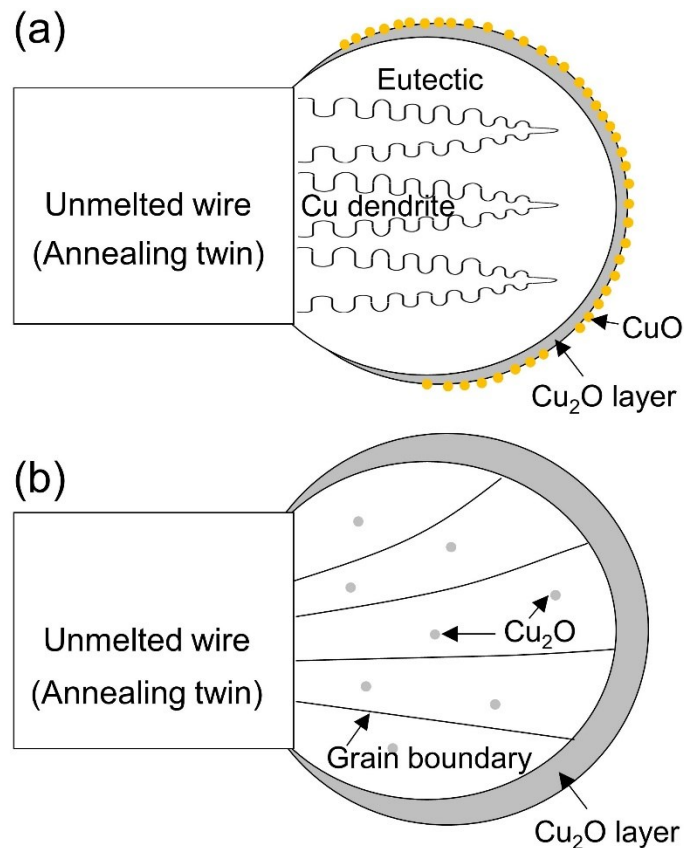 (a)
Eutectic
Unmelted wire
(Annealing twin)
Cu dendrite
CuO
Cu₂O layer
(b)
Unmelted wire
(Annealing twin)
Cu₂O
Grain boundary
Cu₂O layer